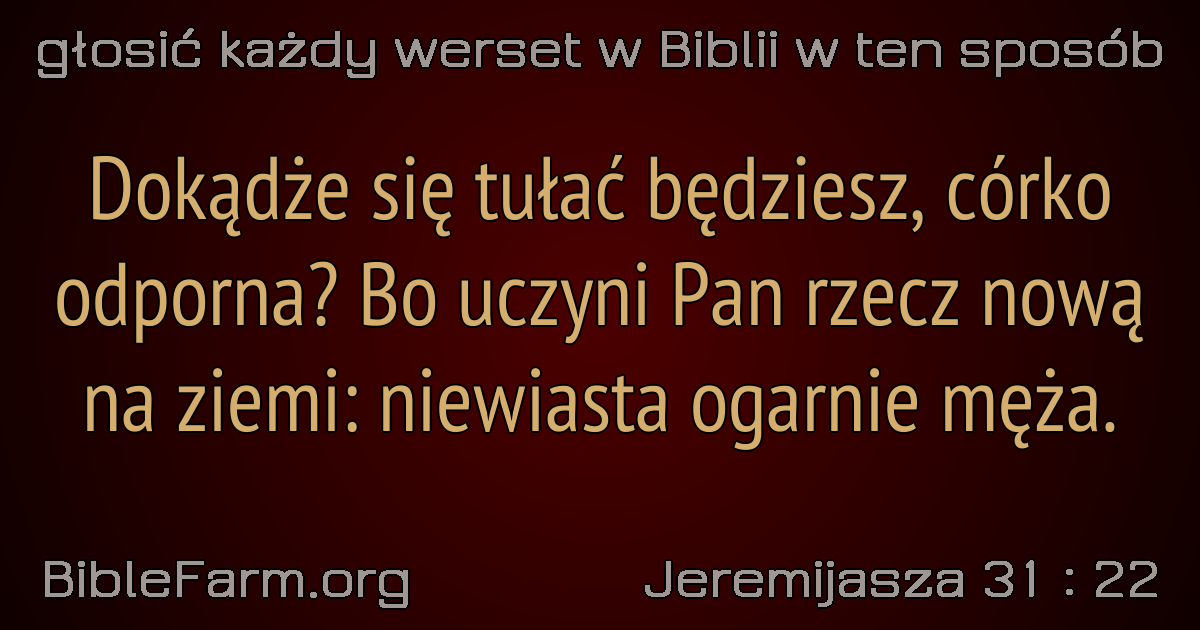 głosić każdy werset w Biblii w ten sposób
Dokądże się tułać będziesz, córko
odporna? Bo uczyni Pan rzecz nową
na ziemi: niewiasta ogarnie męża.
BibleFarm.org
Jeremijasza 31 : 22